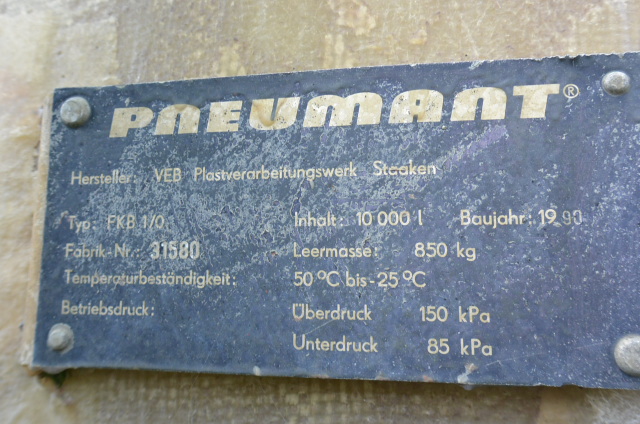 PNEUMANT®
Hersteller: VEB Plastverarbeitungswerk Staaken
Typ: FKB 1/0 Inhalt: 10 000 l Baujahr: 19 90
Fabrik-Nr.: 31580 Leermasse: 850 kg
Temperaturbeständigkeit: 50 °C bis -25 °C
Betriebsdruck: Überdruck 150 kPa
Unterdruck 85 kPa